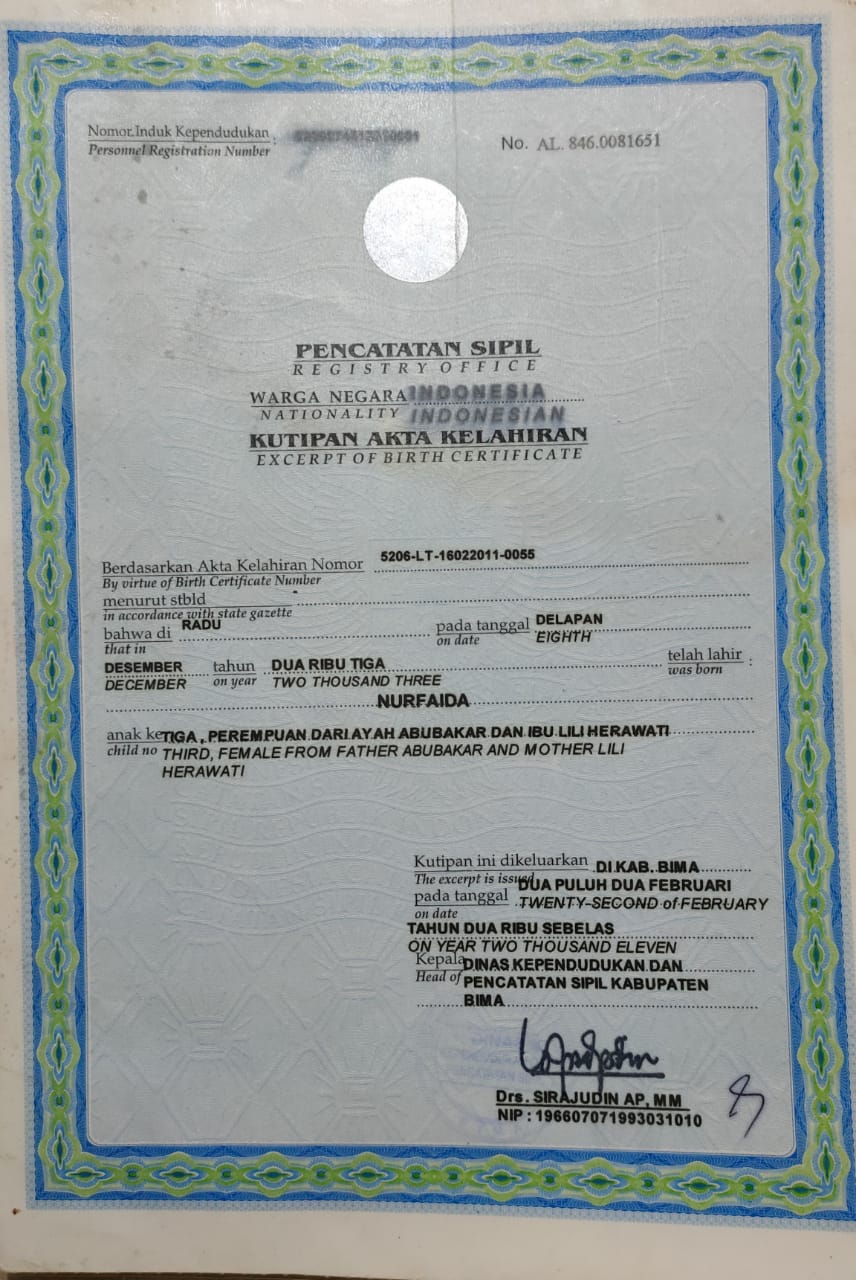 Nomor Induk Kependudukan :
Personnel Registration Number
No. AL. 846.0081651
PENCATATAN SIPIL
REGISTRY OFFICE
WARGA NEGARA INDONESIA
NATIONALITY INDONESIAN
KUTIPAN AKTA KELAHIRAN
EXCERPT OF BIRTH CERTIFICATE
Berdasarkan Akta Kelahiran Nomor 5206-LT-16022011-0055
By virtue of Birth Certificate Number
menurut stbld
in accordance with state gazette
bahwa di RADU pada tanggal DELAPAN
that in on date EIGHTH
DESEMBER tahun DUA RIBU TIGA telah lahir :
DECEMBER on year TWO THOUSAND THREE was born
NURFAIDA
anak ke TIGA, PEREMPUAN DARI AYAH ABUBAKAR DAN IBU LILI HERAWATI
child no THIRD, FEMALE FROM FATHER ABUBAKAR AND MOTHER LILI
HERAWATI
Kutipan ini dikeluarkan DI KAB. BIMA
The excerpt is issued
pada tanggal DUA PULUH DUA FEBRUARI
on date TWENTY-SECOND of FEBRUARY
TAHUN DUA RIBU SEBELAS
ON YEAR TWO THOUSAND ELEVEN
Kepala DINAS KEPENDUDUKAN DAN
Head of PENCATATAN SIPIL KABUPATEN
BIMA
Drs. SIRAJUDIN AP, MM
NIP : 196607071993031010